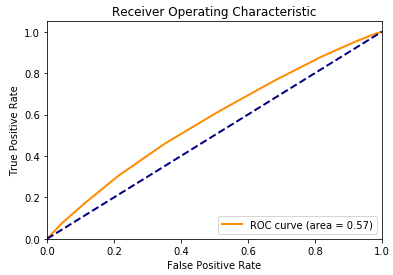 Receiver Operating Characteristic
True Positive Rate
1.0
0.8
0.6
0.4
0.2
0.0
ROC curve (area = 0.57)
0.0 0.2 0.4 0.6 0.8 1.0
False Positive Rate